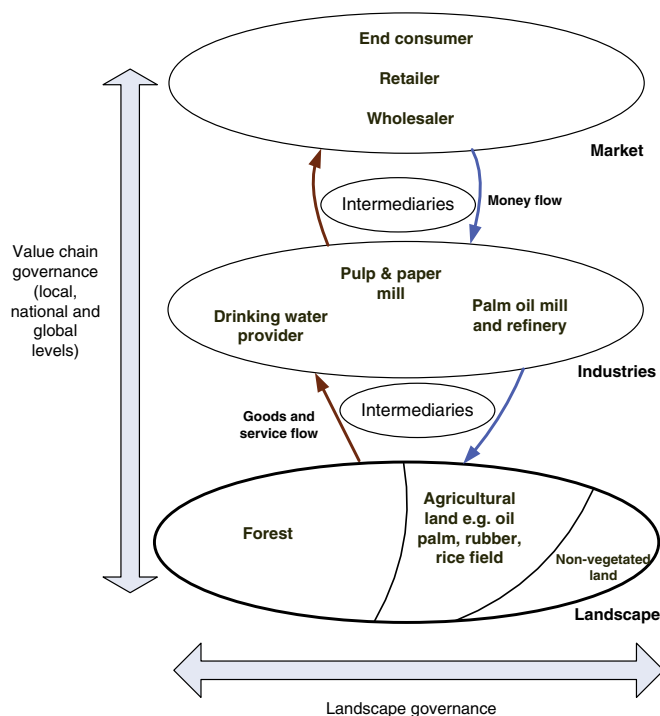 End consumer
Retailer
Wholesaler
Market
Intermediaries
Money flow
Value chain
governance
(local,
national and
global
levels)
Pulp & paper
mill
Drinking water
provider
Palm oil mill
and refinery
Industries
Intermediaries
Goods and
service flow
Forest
Agricultural
land e.g. oil
palm, rubber,
rice field
Non-vegetated
land
Landscape
Landscape governance